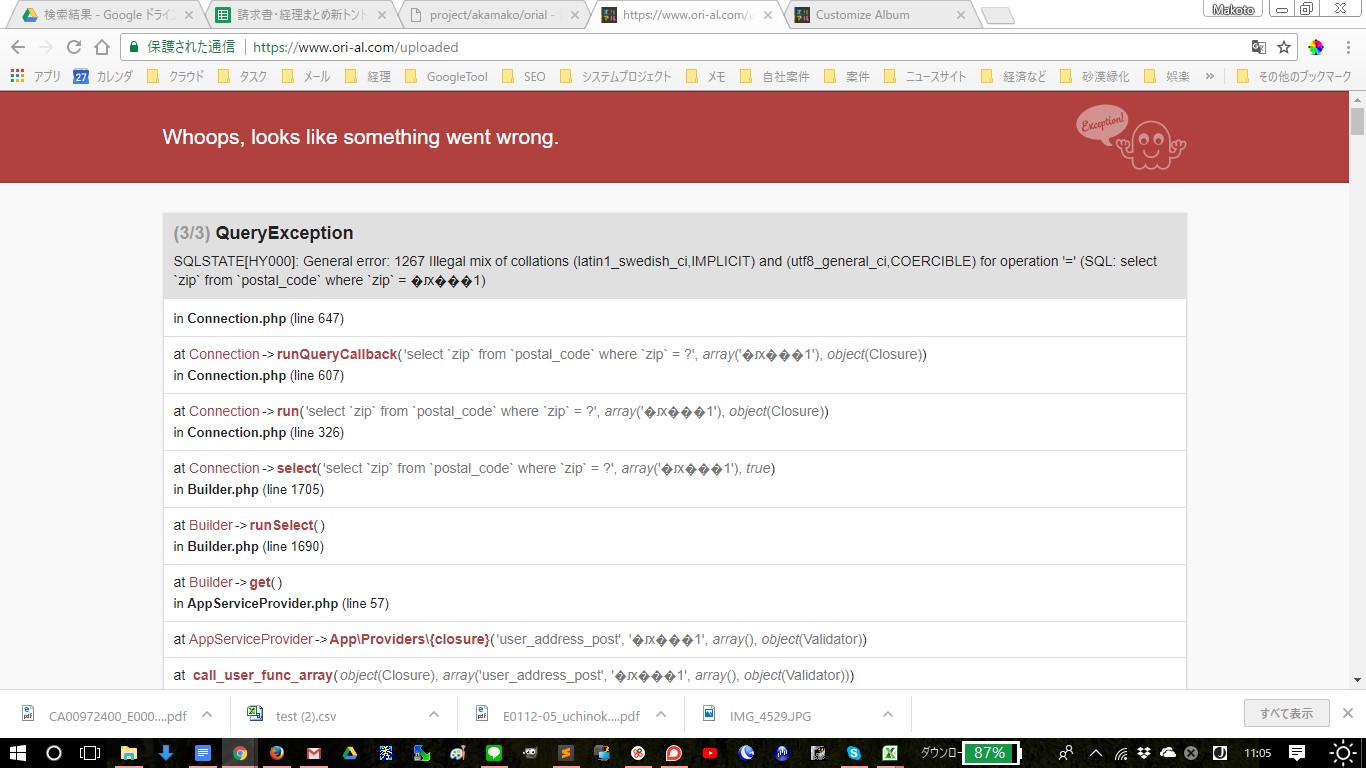 検索結果 - Google ドライ
請求書・経理まとめ新トント
project/akamako/orial -
https://www.ori-al.com/u
Customize Album
Makoto
保護された通信 https://www.ori-al.com/uploaded
アプリ カレンダ クラウド タスク メール 経理 GoogleTool SEO システムプロジェクト メモ 自社案件 案件 ニュースサイト 経済など 砂漠緑化 娯楽 » その他のブックマーク
Whoops, looks like something went wrong.
Exception!
(3/3) QueryException
SQLSTATE[HY000]: General error: 1267 Illegal mix of collations (latin1_swedish_ci,IMPLICIT) and (utf8_general_ci,COERCIBLE) for operation '=' (SQL: select
`zip` from `postal_code` where `zip` = �ԕx���1)
in Connection.php (line 647)
at Connection->runQueryCallback('select `zip` from `postal_code` where `zip` = ?', array('�ԕx���1'), object(Closure))
in Connection.php (line 607)
at Connection->run('select `zip` from `postal_code` where `zip` = ?', array('�ԕx���1'), object(Closure))
in Connection.php (line 326)
at Connection->select('select `zip` from `postal_code` where `zip` = ?', array('�ԕx���1'), true)
in Builder.php (line 1705)
at Builder->runSelect()
in Builder.php (line 1690)
at Builder->get()
in AppServiceProvider.php (line 57)
at AppServiceProvider->App\Providers\{closure}('user_address_post', '�ԕx���1', array(), object(Validator))
at call_user_func_array(object(Closure), array('user_address_post', '�ԕx���1', array(), object(Validator)))
CA00972400_E000....pdf
test (2).csv
E0112-05_uchinok....pdf
IMG_4529.JPG
すべて表示
ダウンロー 87% 11:05